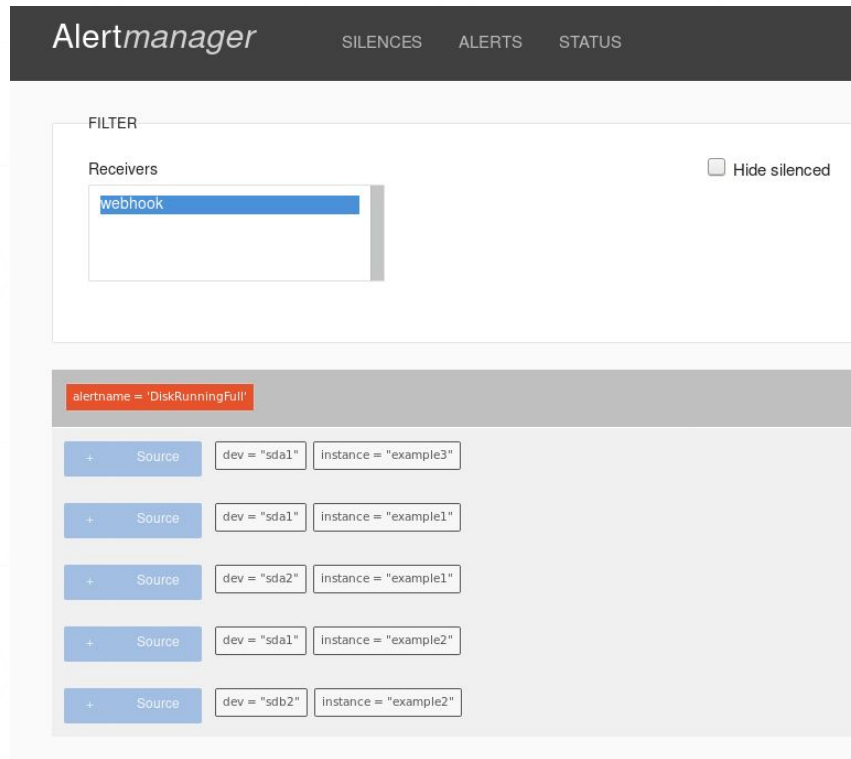 Alertmanager SILENCES ALERTS STATUS
FILTER
Receivers
Hide silenced
webhook
alertname = 'DiskRunningFull'
+ Source dev = "sda1" instance = "example3"
+ Source dev = "sda1" instance = "example1"
+ Source dev = "sda2" instance = "example1"
+ Source dev = "sda1" instance = "example2"
+ Source dev = "sdb2" instance = "example2"